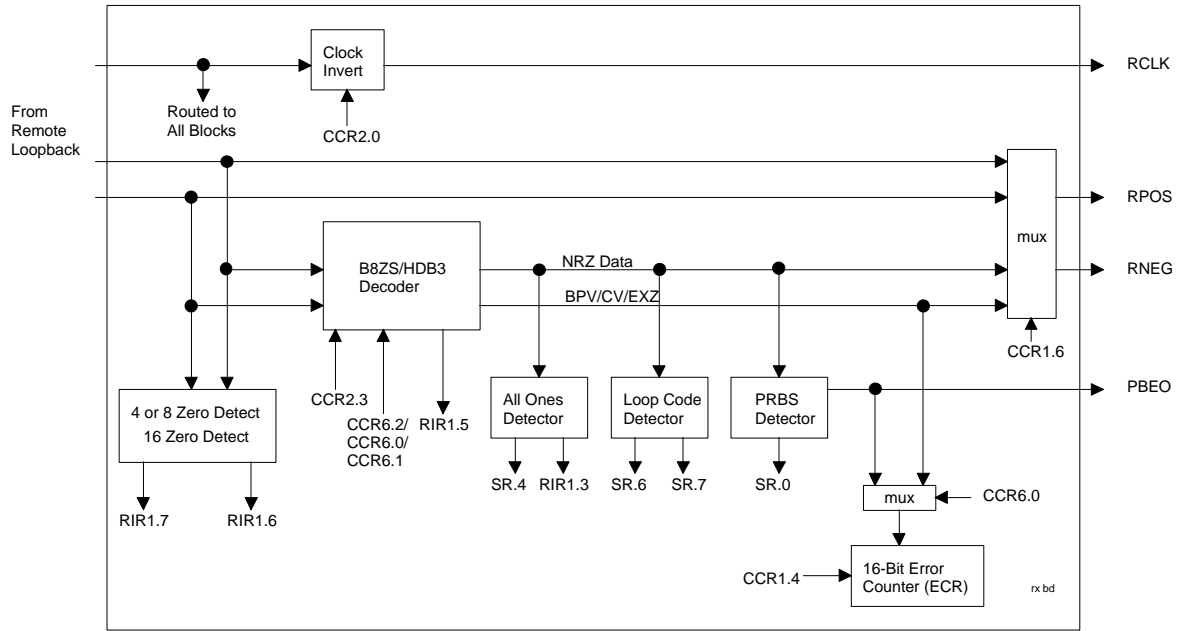 Clock
Invert
RCLK
From
Remote
Loopback
Routed to
All Blocks
CCR2.0
RPOS
mux
B8ZS/HDB3
Decoder
NRZ Data
RNEG
BPV/CV/EXZ
CCR1.6
4 or 8 Zero Detect
16 Zero Detect
CCR2.3
CCR6.2/
CCR6.0/
CCR6.1
RIR1.5
All Ones
Detector
Loop Code
Detector
PRBS
Detector
PBEO
SR.4
RIR1.3
SR.6
SR.7
SR.0
RIR1.7
RIR1.6
mux
CCR6.0
CCR1.4
16-Bit Error
Counter (ECR)
rx bd